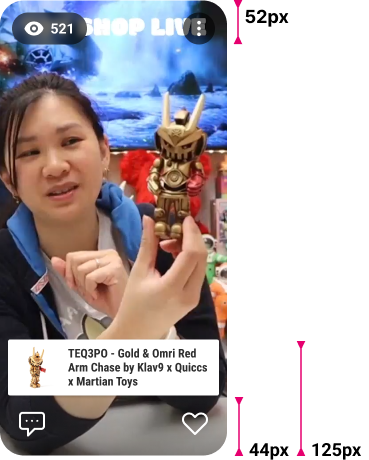 521
SHOP LIVE
52px
TEQ3PO - Gold & Omri Red
Arm Chase by Klav9 x Quiccs
x Martian Toys
44px
125px